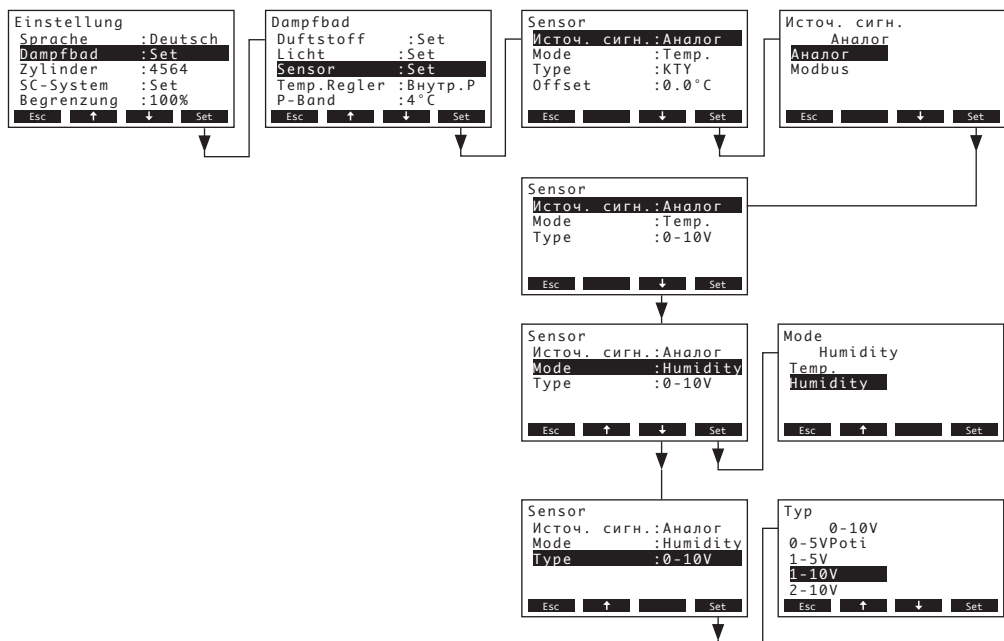 Einstellung
Sprache :Deutsch
Dampfbad :Set
Zylinder :4564
SC-System :Set
Begrenzung :100%
Esc ↑ ↓ Set
Dampfbad
Duftstoff :Set
Licht :Set
Sensor :Set
Temp.Regler :Внутр.P
P-Band :4°C
Esc ↑ ↓ Set
Sensor
Источ. сигн.:Аналог
Mode :Temp.
Type :KTY
Offset :0.0°C
Esc ↓ Set
Источ. сигн.
Аналог
Аналог
Modbus
Esc ↓ Set
Sensor
Источ. сигн.:Аналог
Mode :Temp.
Type :0-10V
Esc ↓ Set
Sensor
Источ. сигн.:Аналог
Mode :Humidity
Type :0-10V
Esc ↑ ↓ Set
Mode
Humidity
Temp.
Humidity
Esc ↑ Set
Sensor
Источ. сигн.:Аналог
Mode :Humidity
Type :0-10V
Esc ↑ Set
Typ
0-10V
0-5VPoti
1-5V
1-10V
2-10V
Esc ↑ ↓ Set